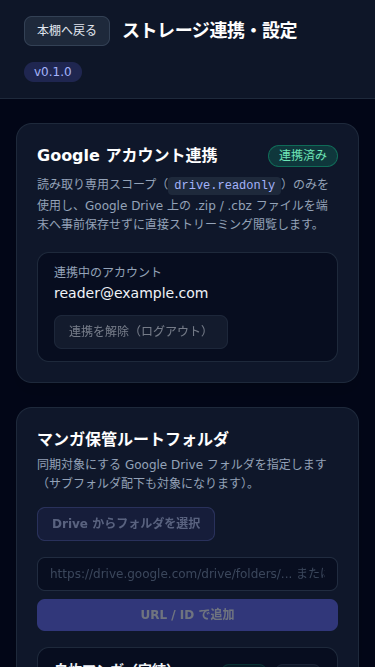 本棚へ戻る ストレージ連携・設定
v0.1.0
Google アカウント連携 連携済み
読み取り専用スコープ（ drive.readonly ）のみを
使用し、Google Drive 上の .zip / .cbz ファイルを端
末へ事前保存せずに直接ストリーミング閲覧します。
連携中のアカウント
reader@example.com
連携を解除（ログアウト）
マンガ保管ルートフォルダ
同期対象にする Google Drive フォルダを指定します
（サブフォルダ配下も対象になります）。
Drive からフォルダを選択
https://drive.google.com/drive/folders/... また
URL / ID で追加